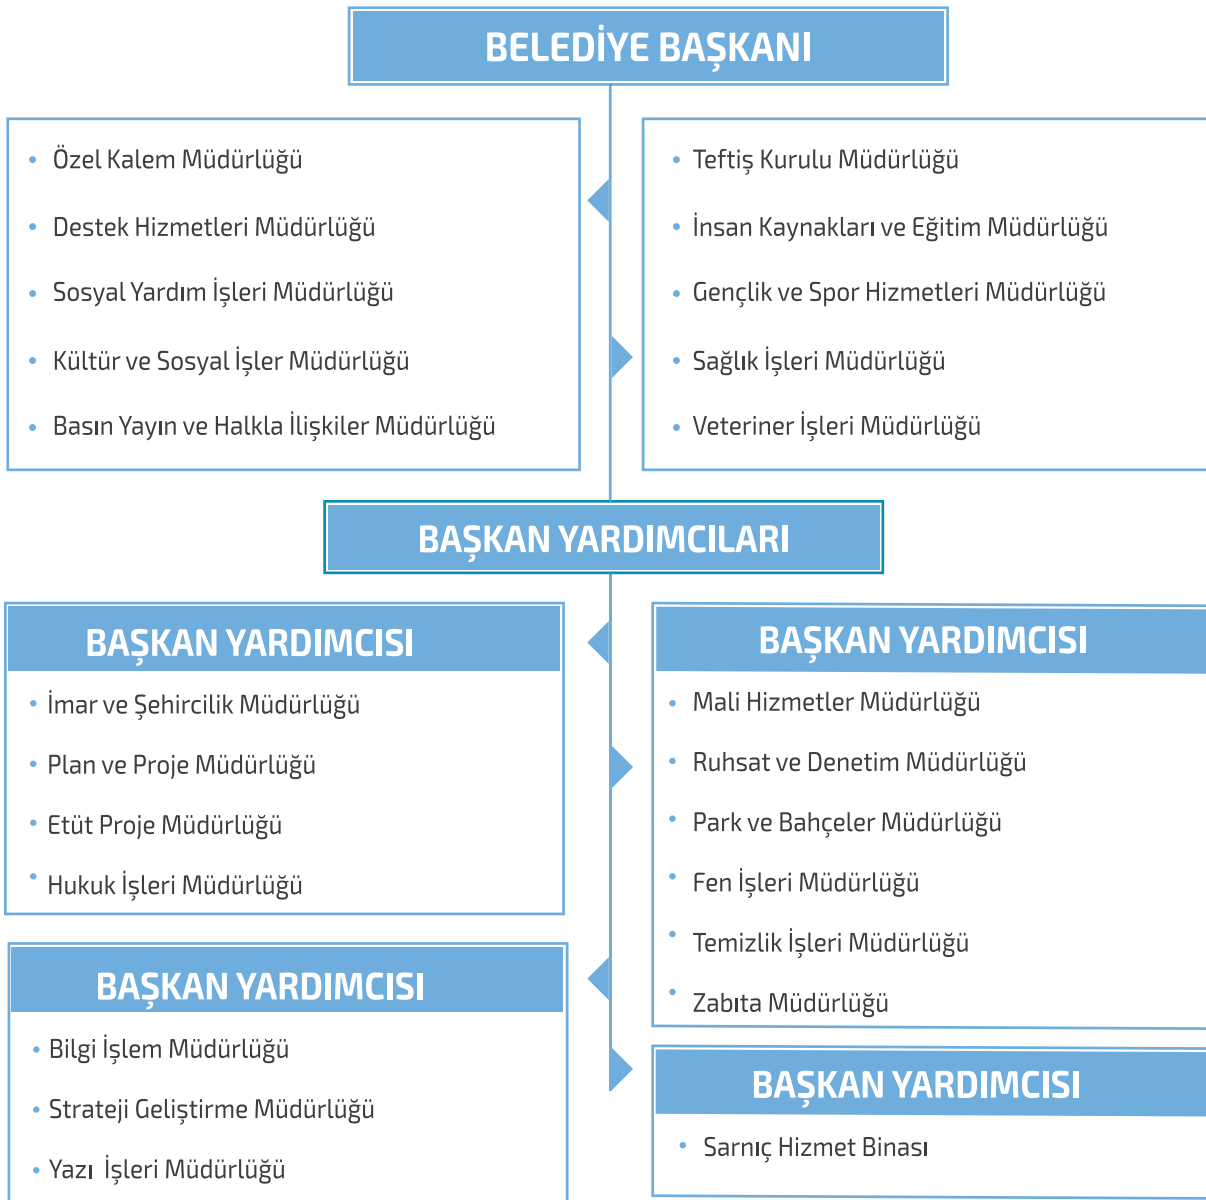 BELEDİYE BAŞKANI
• Özel Kalem Müdürlüğü
• Destek Hizmetleri Müdürlüğü
• Sosyal Yardım İşleri Müdürlüğü
• Kültür ve Sosyal İşler Müdürlüğü
• Basın Yayın ve Halkla İlişkiler Müdürlüğü
• Teftiş Kurulu Müdürlüğü
• İnsan Kaynakları ve Eğitim Müdürlüğü
• Gençlik ve Spor Hizmetleri Müdürlüğü
• Sağlık İşleri Müdürlüğü
• Veteriner İşleri Müdürlüğü
BAŞKAN YARDIMCILARI
BAŞKAN YARDIMCISI
• İmar ve Şehircilik Müdürlüğü
• Plan ve Proje Müdürlüğü
• Etüt Proje Müdürlüğü
• Hukuk İşleri Müdürlüğü
BAŞKAN YARDIMCISI
• Mali Hizmetler Müdürlüğü
• Ruhsat ve Denetim Müdürlüğü
• Park ve Bahçeler Müdürlüğü
• Fen İşleri Müdürlüğü
• Temizlik İşleri Müdürlüğü
• Zabıta Müdürlüğü
BAŞKAN YARDIMCISI
• Bilgi İşlem Müdürlüğü
• Strateji Geliştirme Müdürlüğü
• Yazı İşleri Müdürlüğü
BAŞKAN YARDIMCISI
• Sarnıç Hizmet Binası